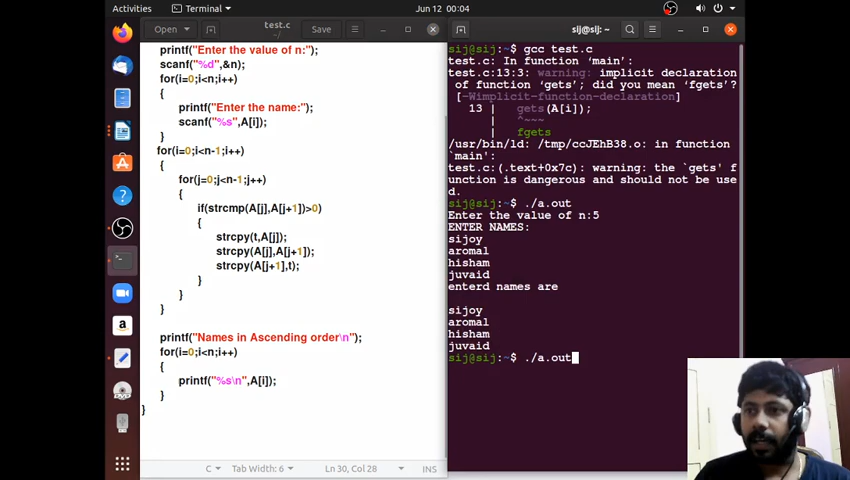 Activities
Terminal
Jun 12 00:04
Open
test.c
~/
Save
sij@sij: ~
printf("Enter the value of n:");
scanf("%d",&n);
for(i=0;i<n;i++)
{
printf("Enter the name:");
scanf("%s",A[i]);
}
for(i=0;i<n-1;i++)
{
for(j=0;j<n-1;j++)
{
if(strcmp(A[j],A[j+1])>0)
{
strcpy(t,A[j]);
strcpy(A[j],A[j+1]);
strcpy(A[j+1],t);
}
}
}
printf("Names in Ascending order\n");
for(i=0;i<n;i++)
{
printf("%s\n",A[i]);
}
}
C
Tab Width: 6
Ln 30, Col 28
INS
sij@sij:~$ gcc test.c
test.c: In function ‘main’:
test.c:13:3: warning: implicit declaration
of function ‘gets’; did you mean ‘fgets’?
[-Wimplicit-function-declaration]
13 | gets(A[i]);
| ^~~~
| fgets
/usr/bin/ld: /tmp/ccJEhB38.o: in function
`main':
test.c:(.text+0x7c): warning: the `gets' f
unction is dangerous and should not be use
d.
sij@sij:~$ ./a.out
Enter the value of n:5
ENTER NAMES:
sijoy
aromal
hisham
juvaid
enterd names are
sijoy
aromal
hisham
juvaid
sij@sij:~$ ./a.out